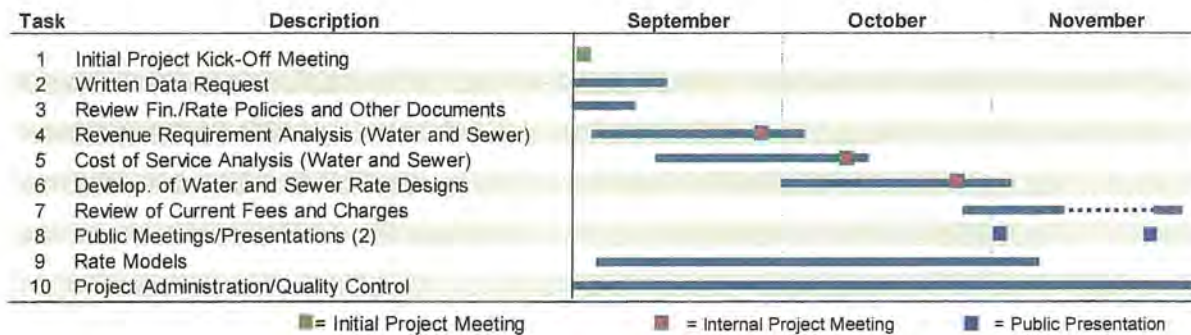 Task Description September October November
1 Initial Project Kick-Off Meeting
2 Written Data Request
3 Review Fin./Rate Policies and Other Documents
4 Revenue Requirement Analysis (Water and Sewer)
5 Cost of Service Analysis (Water and Sewer)
6 Develop. of Water and Sewer Rate Designs
7 Review of Current Fees and Charges
8 Public Meetings/Presentations (2)
9 Rate Models
10 Project Administration/Quality Control
= Initial Project Meeting = Internal Project Meeting = Public Presentation